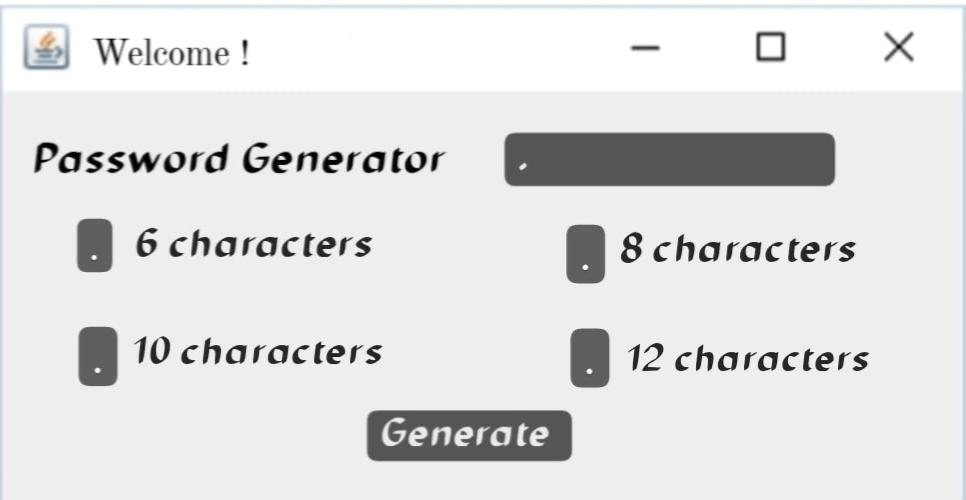 Welcome !
Password Generator .
. 6 characters . 8 characters
. 10 characters . 12 characters
Generate